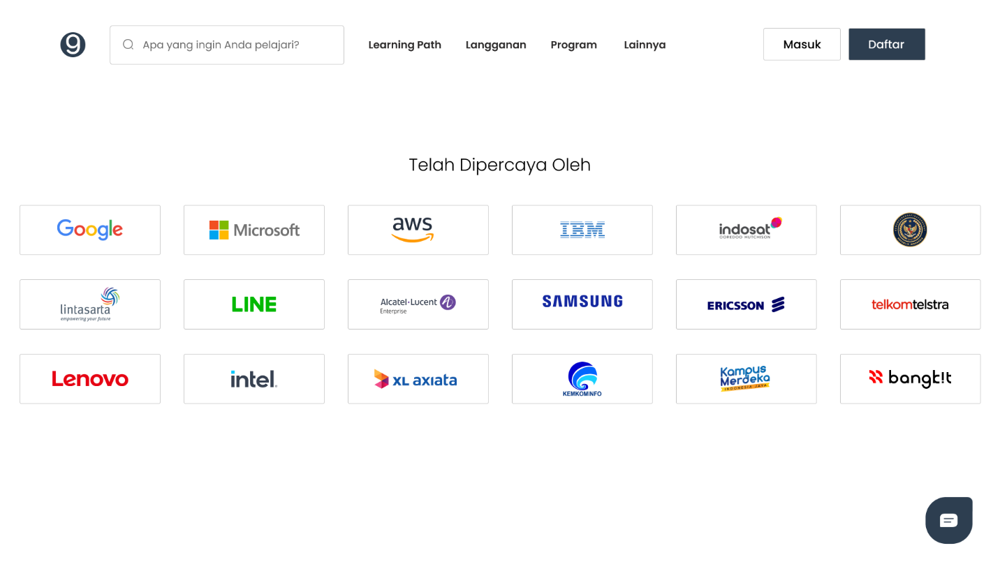 9
Apa yang ingin Anda pelajari?
Learning Path
Langganan
Program
Lainnya
Masuk
Daftar
Telah Dipercaya Oleh
Google
Microsoft
aws
IBM
indosat
OOREDOO HUTCHISON
lintasarta
empowering your future
LINE
Alcatel·Lucent
Enterprise
SAMSUNG
ERICSSON
telkomtelstra
Lenovo
intel.
XL axiata
KEMKOMINFO
Kampus
Merdeka
INDONESIA JAYA
bangk!t